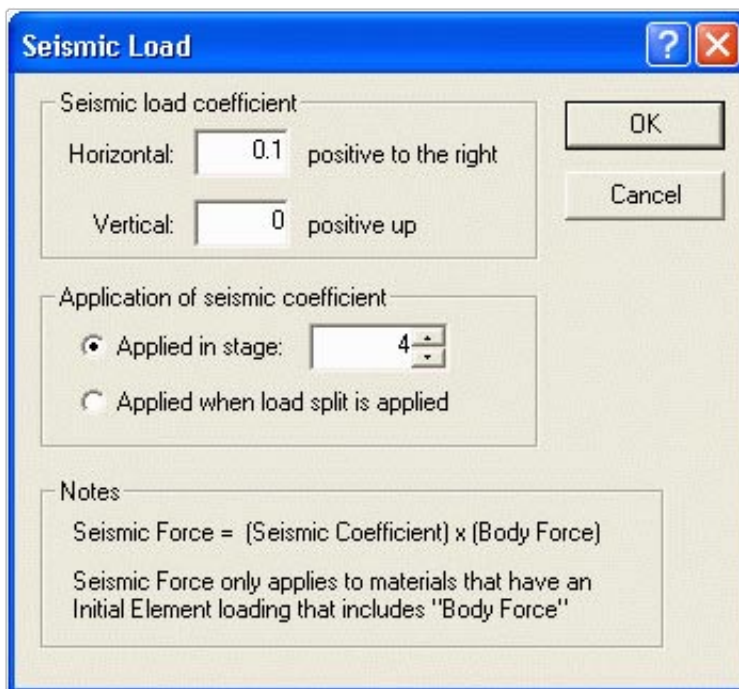 Seismic Load
Seismic load coefficient
Horizontal: 0.1 positive to the right
Vertical: 0 positive up
OK
Cancel
Application of seismic coefficient
Applied in stage: 4
Applied when load split is applied
Notes
Seismic Force = (Seismic Coefficient) x (Body Force)
Seismic Force only applies to materials that have an
Initial Element loading that includes "Body Force"